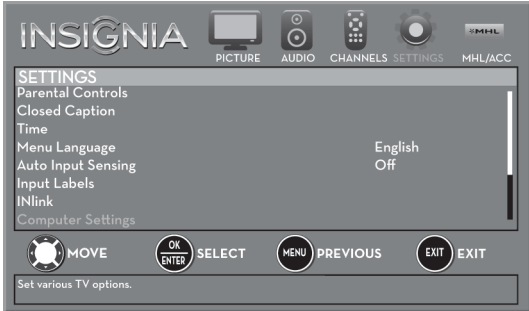 INSIGNIA
PICTURE AUDIO CHANNELS SETTINGS MHL/ACC
MHL
SETTINGS
Parental Controls
Closed Caption
Time
Menu Language English
Auto Input Sensing Off
Input Labels
INlink
Computer Settings
MOVE OK ENTER SELECT MENU PREVIOUS EXIT EXIT
Set various TV options.